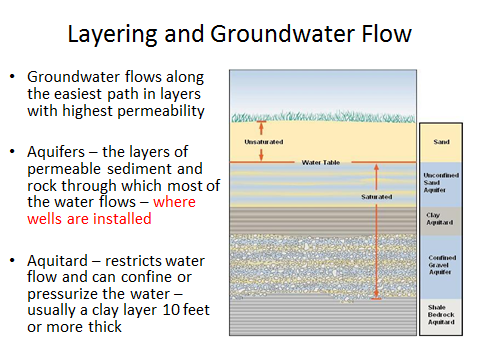 Layering and Groundwater Flow
• Groundwater flows along
the easiest path in layers
with highest permeability
• Aquifers – the layers of
permeable sediment and
rock through which most of
the water flows – where
wells are installed
• Aquitard – restricts water
flow and can confine or
pressurize the water –
usually a clay layer 10 feet
or more thick
Unsaturated
Water Table
Saturated
Sand
Unconfined
Sand
Aquifer
Clay
Aquitard
Confined
Gravel
Aquifer
Shale
Bedrock
Aquitard